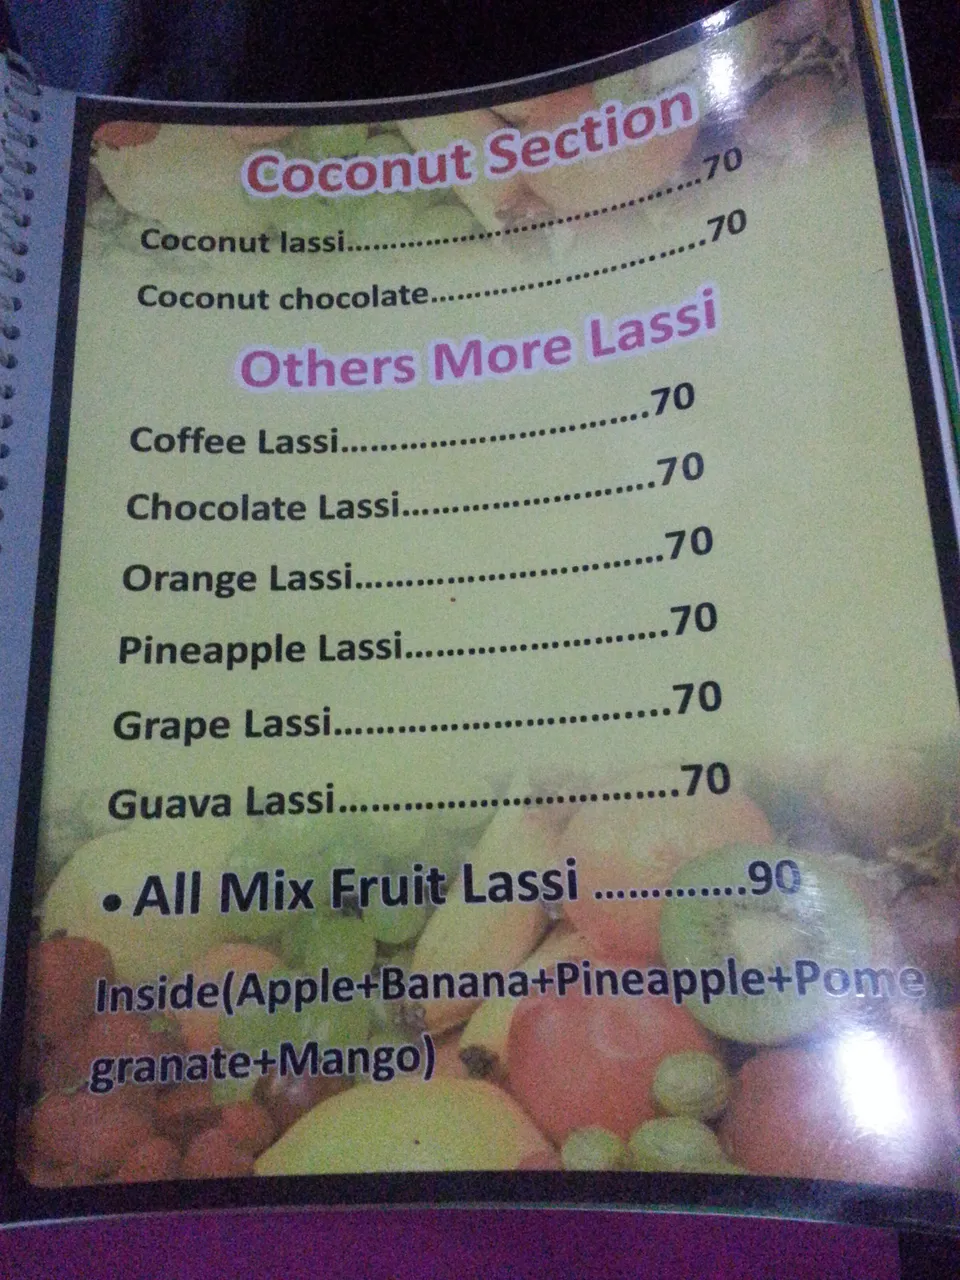 Coconut Section
Coconut lassi..............................70
Coconut chocolate........................70
Others More Lassi
Coffee Lassi..............................70
Chocolate Lassi........................70
Orange Lassi............................70
Pineapple Lassi........................70
Grape Lassi..............................70
Guava Lassi..............................70
• All Mix Fruit Lassi .............90
Inside(Apple+Banana+Pineapple+Pome
granate+Mango)